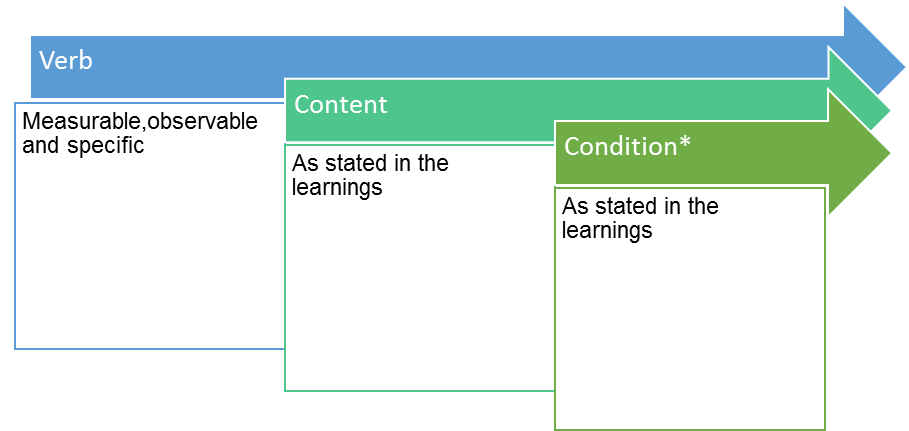 Verb
Measurable,observable
and specific
Content
As stated in the
learnings
Condition*
As stated in the
learnings